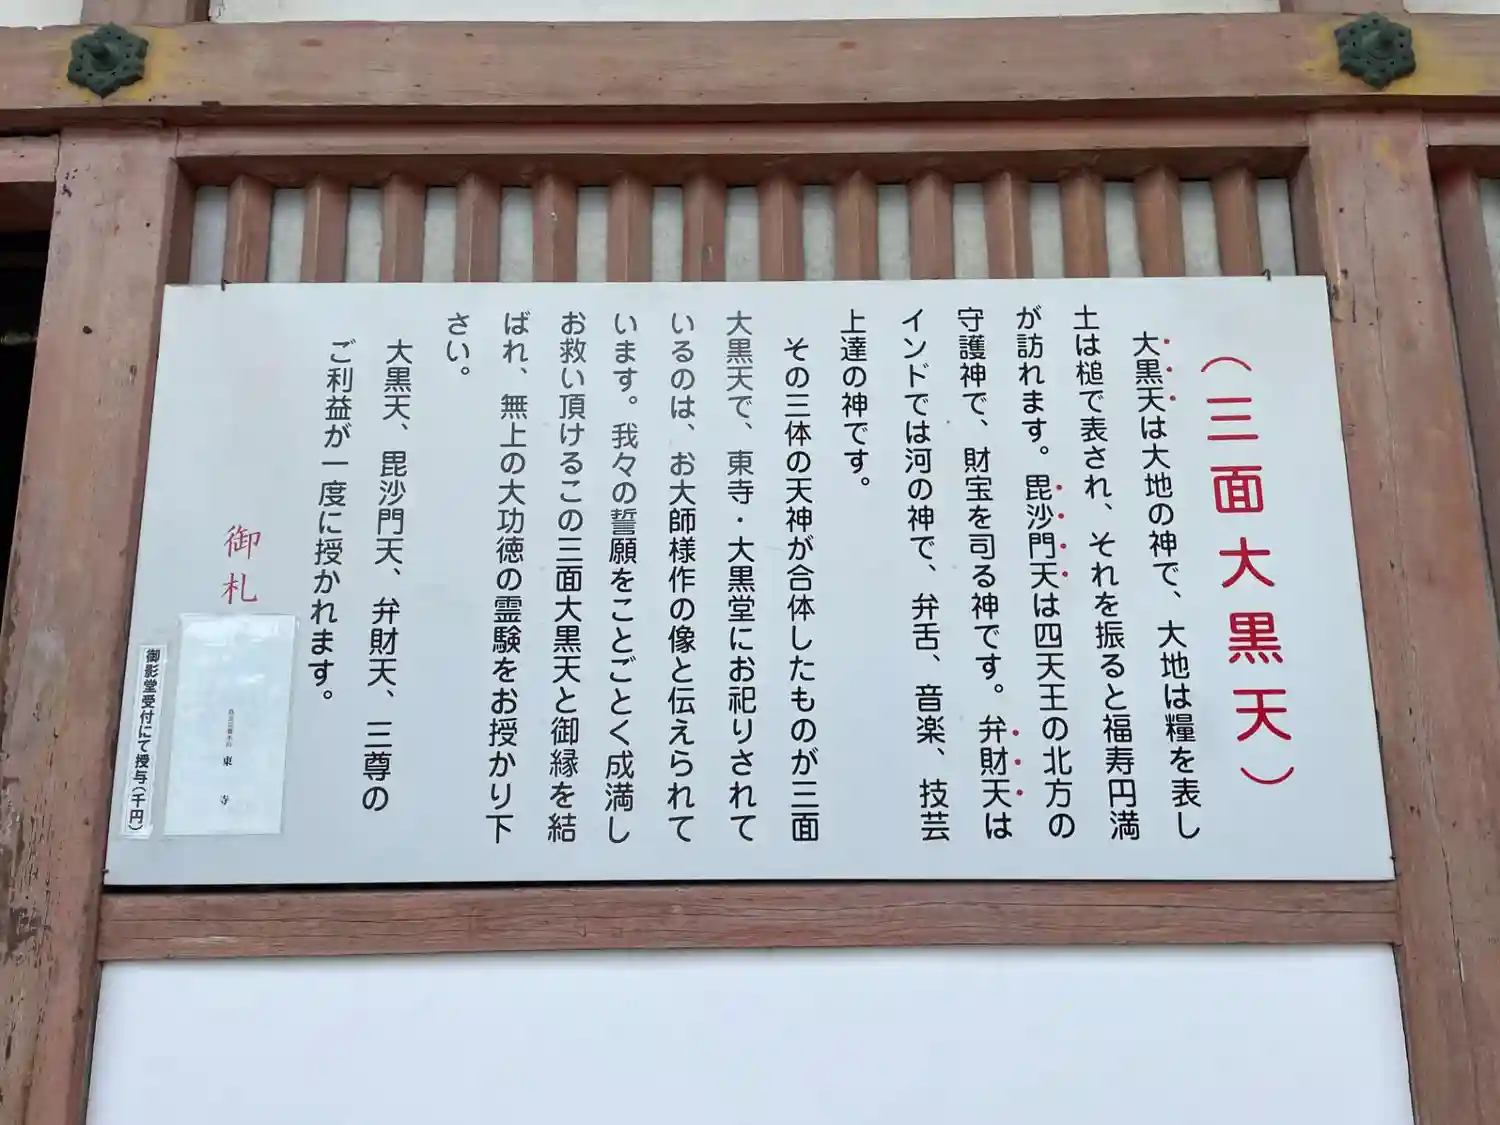 （三面大黒天）
大黒天は大地の神で、大地は糧を表し
土は槌で表され、それを振ると福寿円満
が訪れます。毘沙門天は四天王の北方の
守護神で、財宝を司る神です。弁財天は
インドでは河の神で、弁舌、音楽、技芸
上達の神です。
その三体の天神が合体したものが三面
大黒天で、東寺・大黒堂にお祀りされて
いるのは、お大師様作の像と伝えられて
います。我々の誓願をことごとく成満し
お救い頂けるこの三面大黒天と御縁を結
ばれ、無上の大功徳の霊験をお授かり下
さい。
大黒天、毘沙門天、弁財天、三尊の
ご利益が一度に授かれます。
御札
東寺
御影堂受付にて授与（千円）